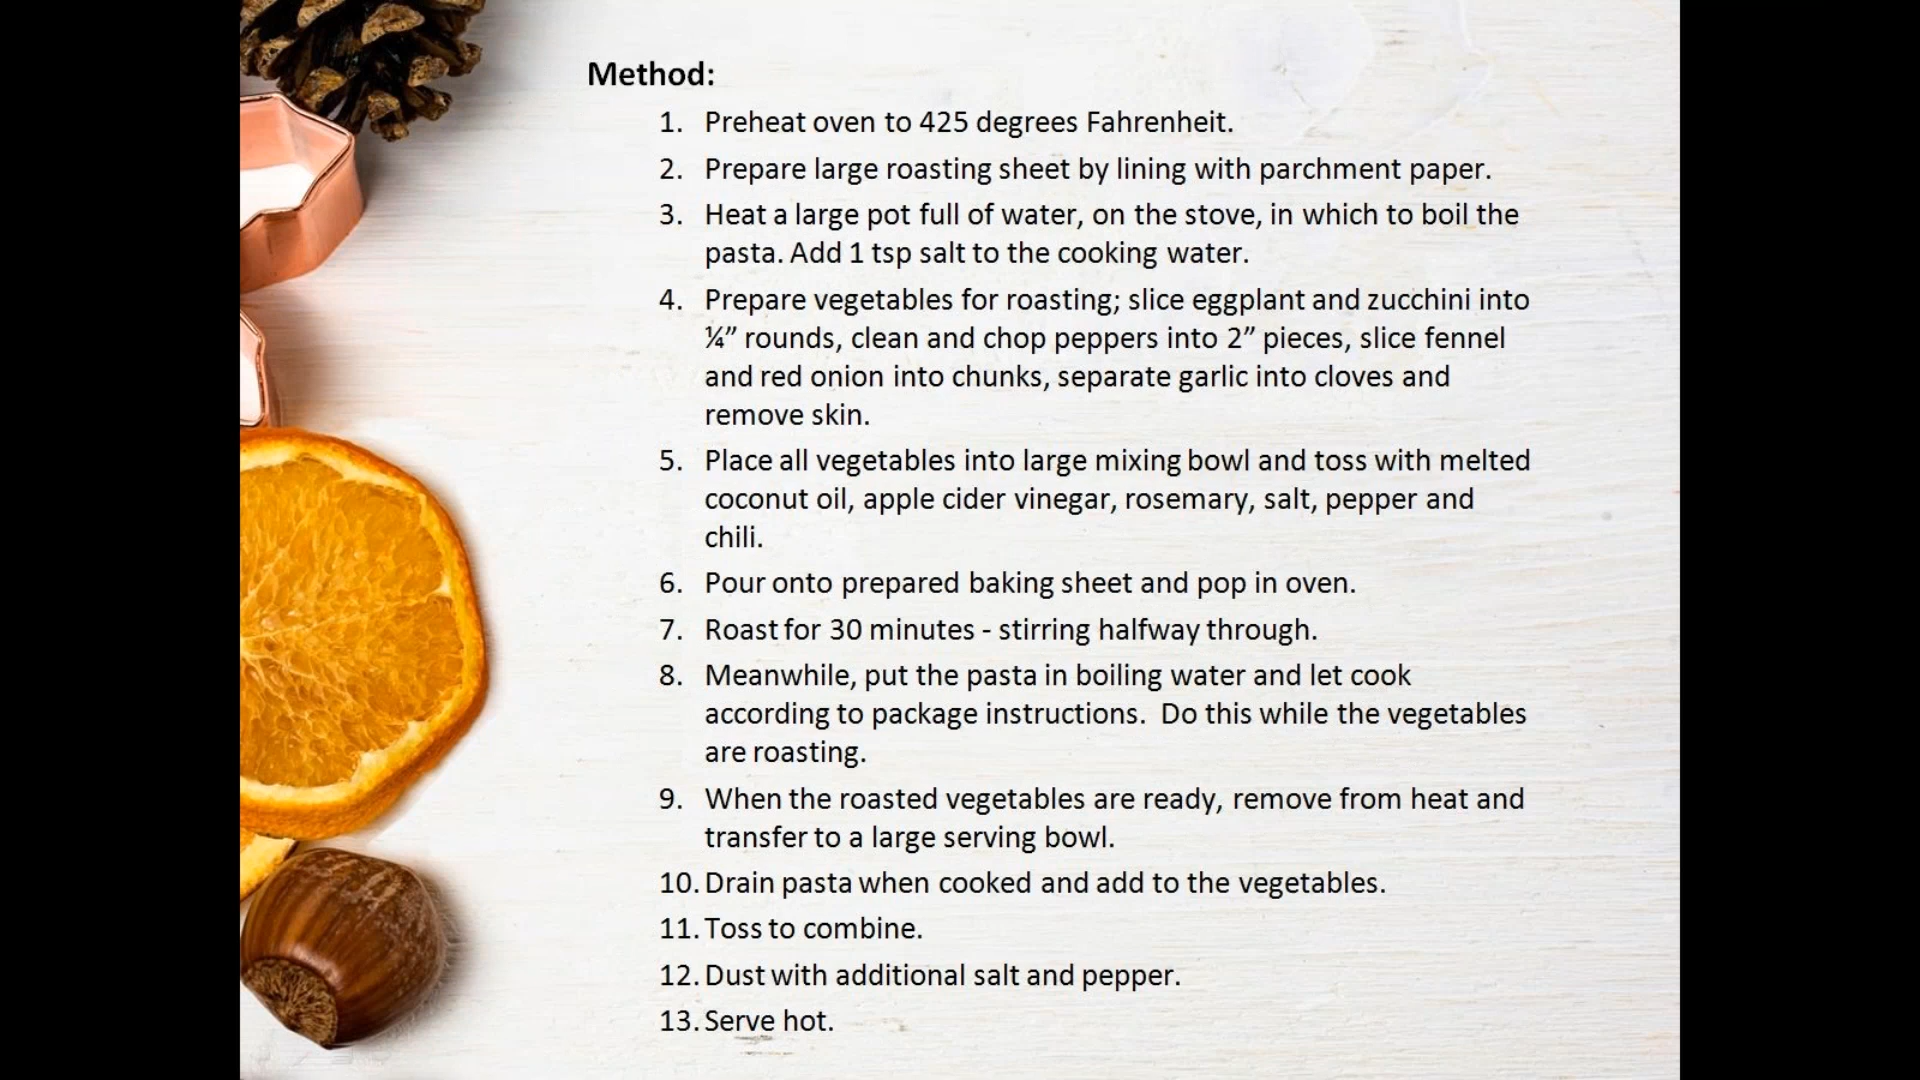 Method:
1. Preheat oven to 425 degrees Fahrenheit.
2. Prepare large roasting sheet by lining with parchment paper.
3. Heat a large pot full of water, on the stove, in which to boil the
pasta. Add 1 tsp salt to the cooking water.
4. Prepare vegetables for roasting; slice eggplant and zucchini into
¼” rounds, clean and chop peppers into 2” pieces, slice fennel
and red onion into chunks, separate garlic into cloves and
remove skin.
5. Place all vegetables into large mixing bowl and toss with melted
coconut oil, apple cider vinegar, rosemary, salt, pepper and
chili.
6. Pour onto prepared baking sheet and pop in oven.
7. Roast for 30 minutes - stirring halfway through.
8. Meanwhile, put the pasta in boiling water and let cook
according to package instructions.  Do this while the vegetables
are roasting.
9. When the roasted vegetables are ready, remove from heat and
transfer to a large serving bowl.
10. Drain pasta when cooked and add to the vegetables.
11. Toss to combine.
12. Dust with additional salt and pepper.
13. Serve hot.